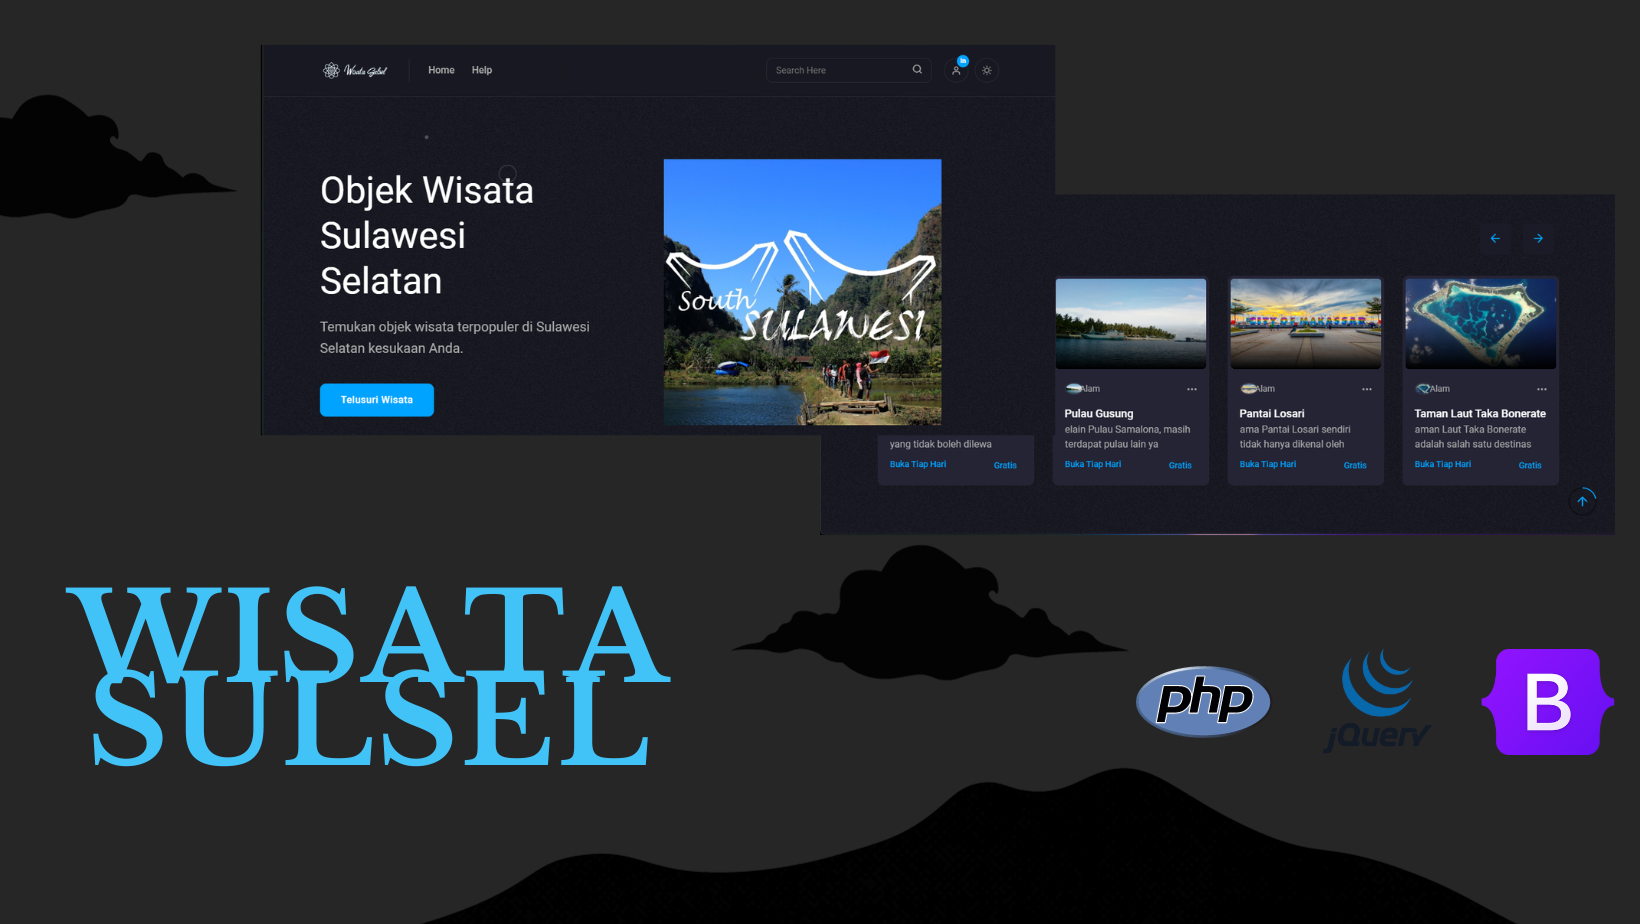 Wisata Sulsel
Home
Help
Search Here
in
Objek Wisata
Sulawesi
Selatan
Temukan objek wisata terpopuler di Sulawesi
Selatan kesukaan Anda.
Telusuri Wisata
South
SULAWESI
yang tidak boleh dilewa
Buka Tiap Hari
Gratis
Alam
Pulau Gusung
elain Pulau Samalona, masih
terdapat pulau lain ya
Buka Tiap Hari
Gratis
CITY OF MAKASSAR
Alam
Pantai Losari
ama Pantai Losari sendiri
tidak hanya dikenal oleh
Buka Tiap Hari
Gratis
Alam
Taman Laut Taka Bonerate
aman Laut Taka Bonerate
adalah salah satu destinas
Buka Tiap Hari
Gratis
WISATA
SULSEL
php
jQuery
B